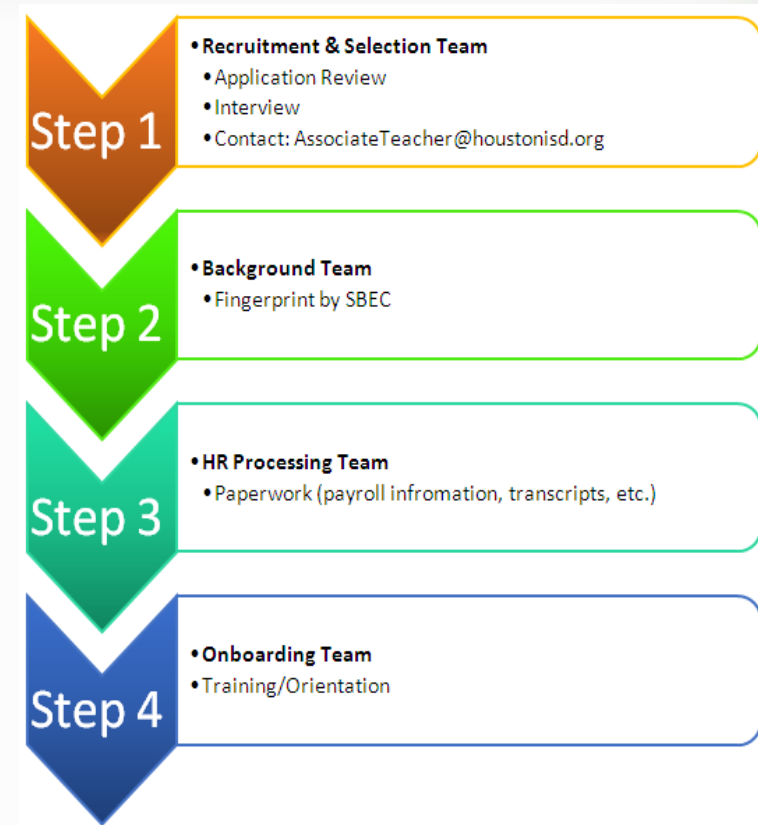 Step 1
•Recruitment & Selection Team
•Application Review
•Interview
•Contact: AssociateTeacher@houstonisd.org
Step 2
•Background Team
•Fingerprint by SBEC
Step 3
•HR Processing Team
•Paperwork (payroll infromation, transcripts, etc.)
Step 4
•Onboarding Team
•Training/Orientation